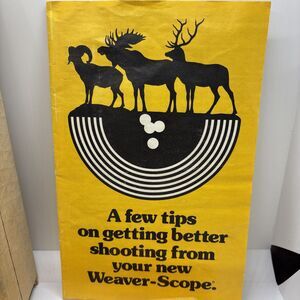 A few tips
on getting better
shooting from
your new
Weaver-Scope®.